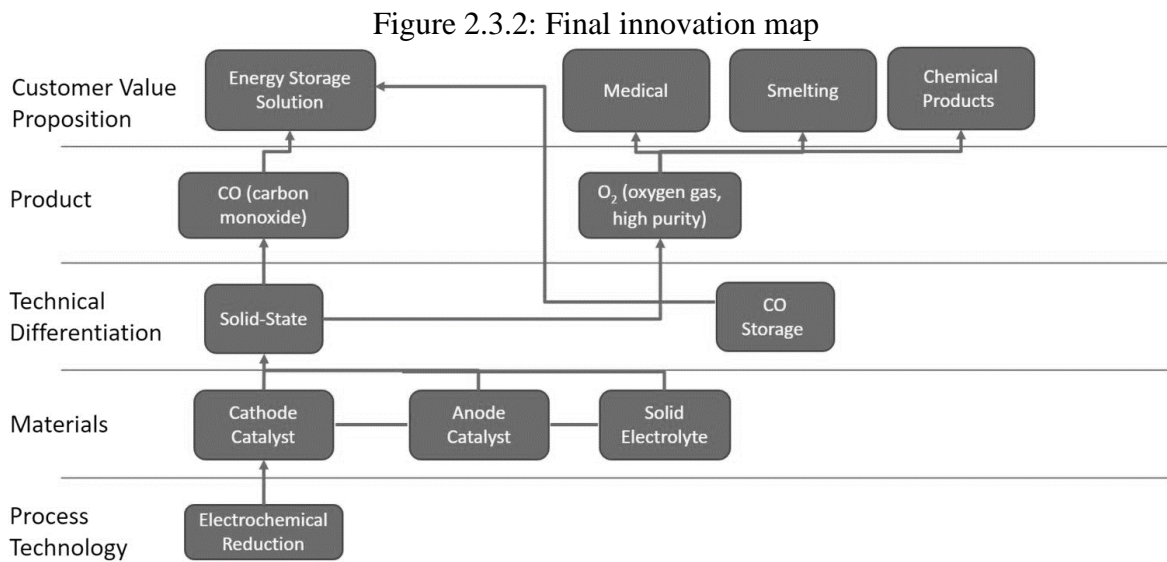 Figure 2.3.2: Final innovation map
Customer Value
Proposition
Energy Storage
Solution
Medical
Smelting
Chemical
Products
Product
CO (carbon
monoxide)
O₂ (oxygen gas,
high purity)
Technical
Differentiation
Solid-State
CO
Storage
Materials
Cathode
Catalyst
Anode
Catalyst
Solid
Electrolyte
Process
Technology
Electrochemical
Reduction